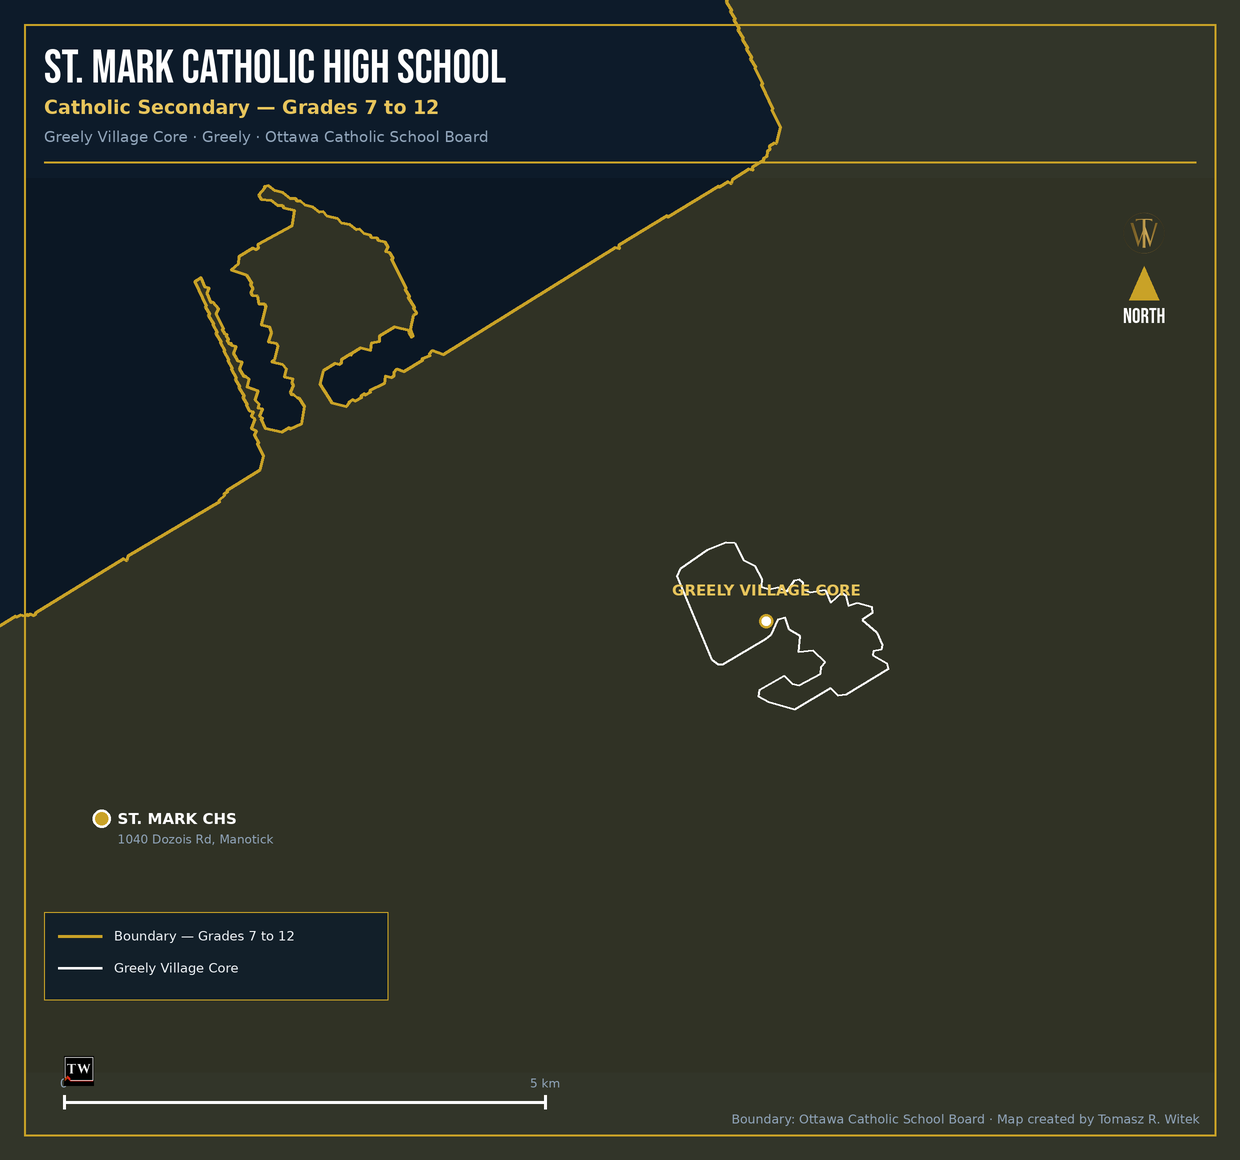 ST. MARK CATHOLIC HIGH SCHOOL
Catholic Secondary — Grades 7 to 12
Greely Village Core · Greely · Ottawa Catholic School Board
TW
NORTH
GREELY VILLAGE CORE
ST. MARK CHS
1040 Dozois Rd, Manotick
Boundary — Grades 7 to 12
Greely Village Core
TW
5 km
Boundary: Ottawa Catholic School Board · Map created by Tomasz R. Witek